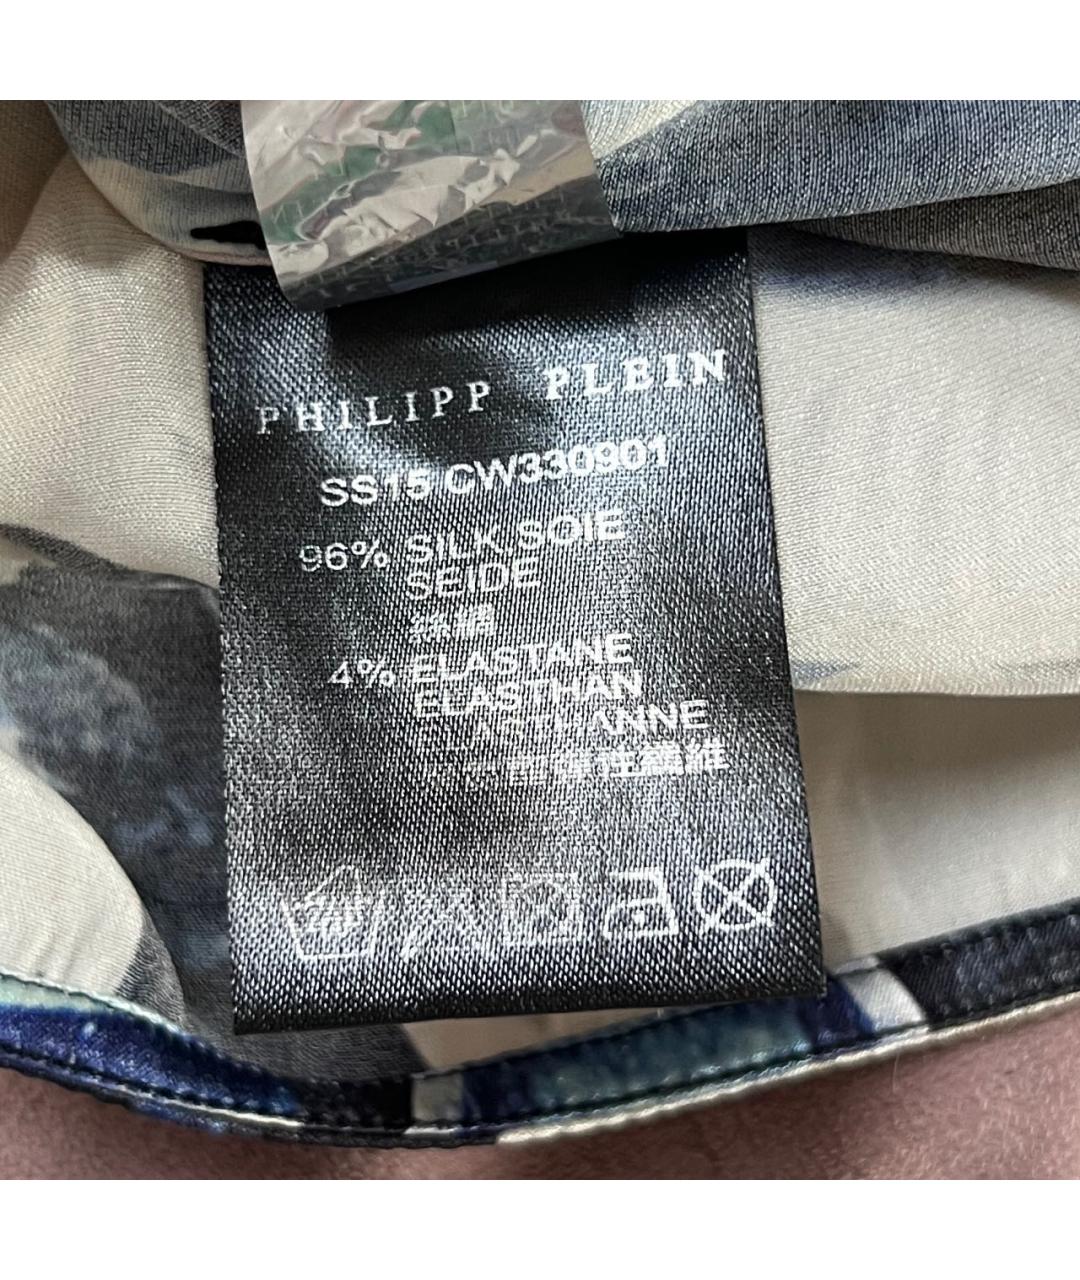 PHILIPP PLEIN
SS15 CW330901
96% SILK,SOIE
SEIDE
4% ELASTANE
ELASTHAN